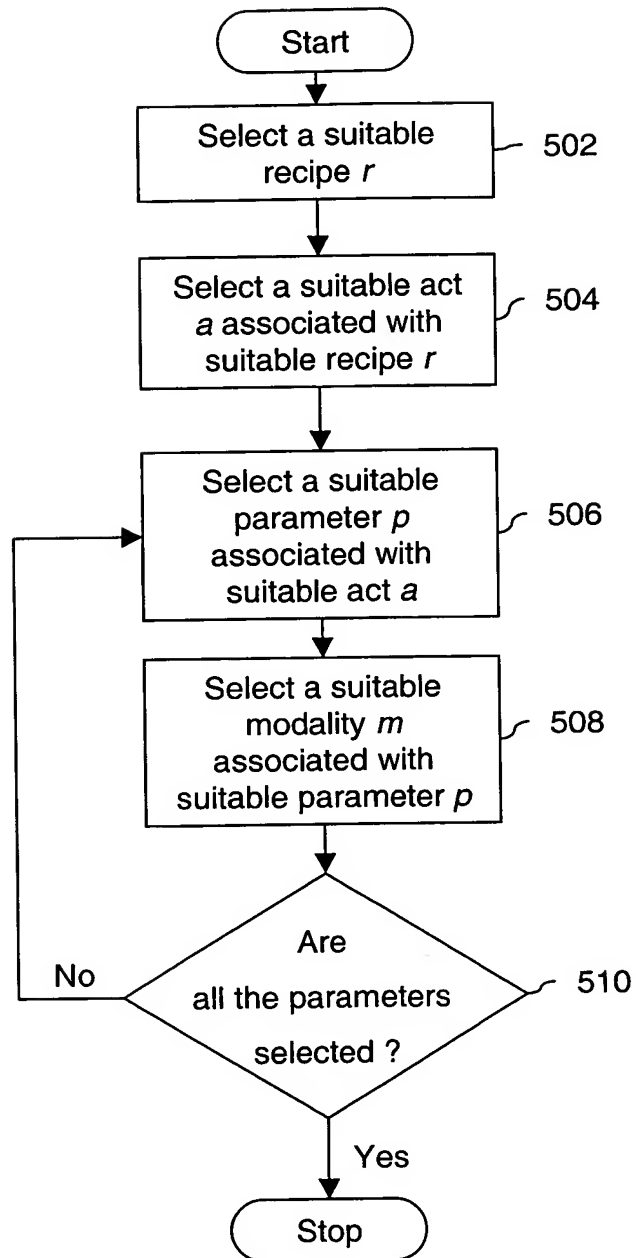 Start
Select a suitable
recipe r
502
Select a suitable act
a associated with
suitable recipe r
504
Select a suitable
parameter p
associated with
suitable act a
506
Select a suitable
modality m
associated with
suitable parameter p
508
Are
all the parameters
selected ?
510
No
Yes
Stop